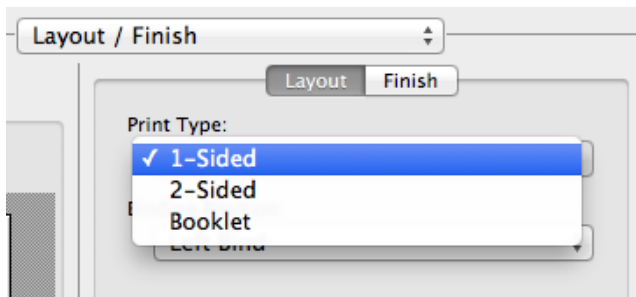 Layout / Finish
Layout Finish
Print Type:
✓ 1-Sided
2-Sided
Booklet
Left Bind